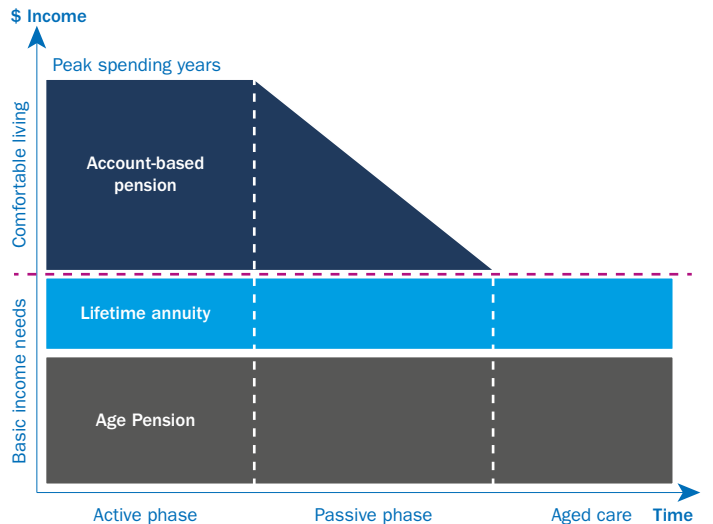 $ Income
Peak spending years
Comfortable living
Account-based
pension
Basic income needs
Lifetime annuity
Age Pension
Active phase
Passive phase
Aged care
Time